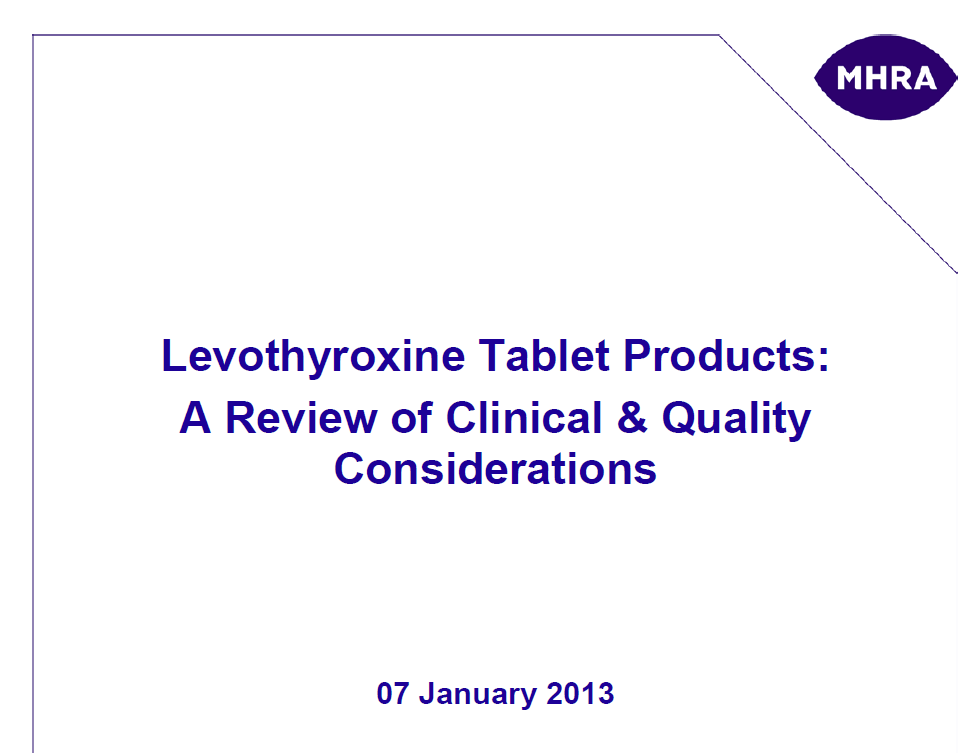 MHRA
Levothyroxine Tablet Products:
A Review of Clinical & Quality
Considerations
07 January 2013